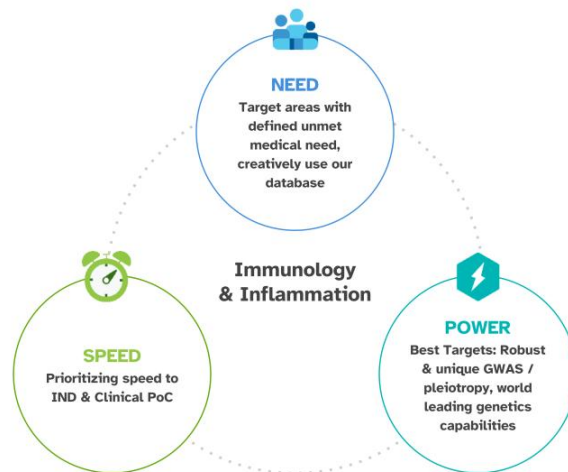 NEED
Target areas with
defined unmet
medical need,
creatively use our
database
Immunology
& Inflammation
SPEED
Prioritizing speed to
IND & Clinical PoC
POWER
Best Targets: Robust
& unique GWAS /
pleiotropy, world
leading genetics
capabilities